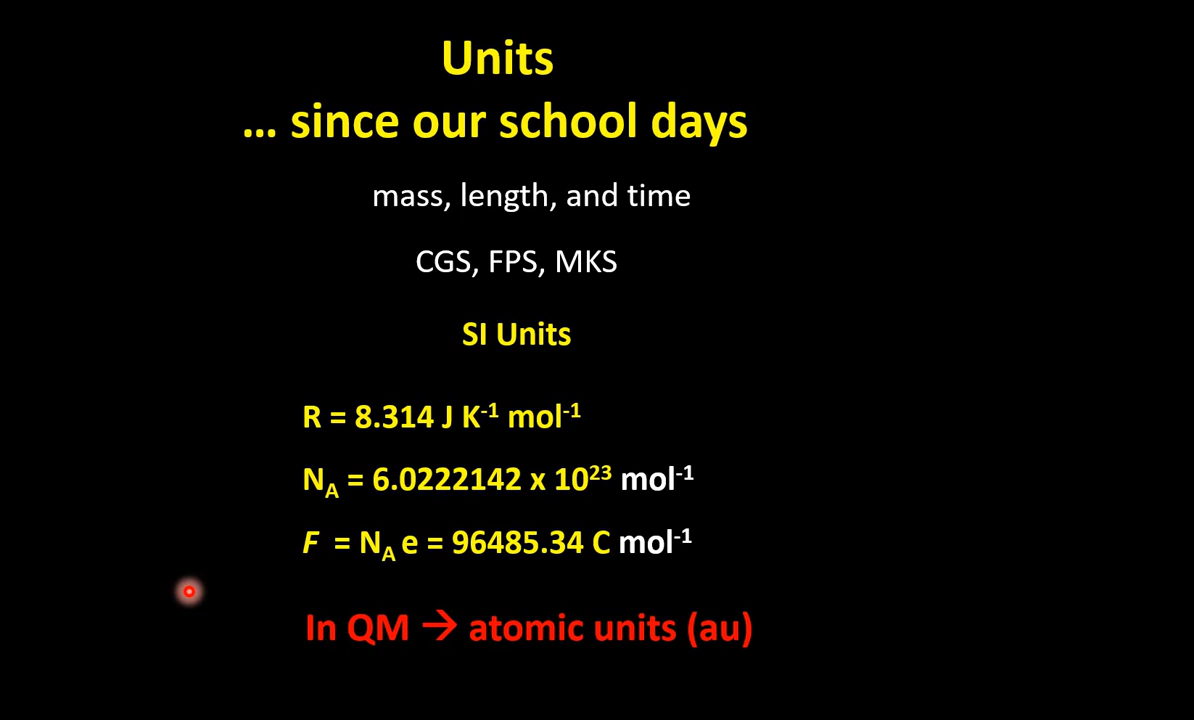 Units
... since our school days
mass, length, and time
CGS, FPS, MKS
SI Units
R = 8.314 J K⁻¹ mol⁻¹
N_A = 6.0222142 x 10²³ mol⁻¹
F = N_A e = 96485.34 C mol⁻¹
In QM → atomic units (au)